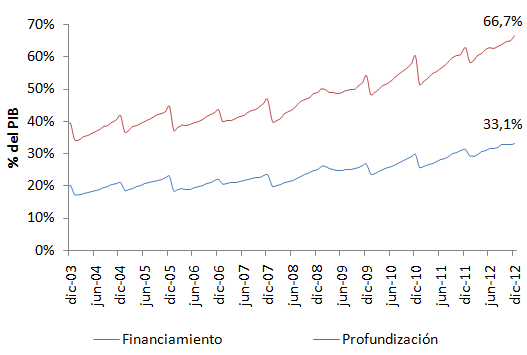 % del PIB
70%
60%
50%
40%
30%
20%
10%
0%
66,7%
33,1%
dic-03
jun-04
dic-04
jun-05
dic-05
jun-06
dic-06
jun-07
dic-07
jun-08
dic-08
jun-09
dic-09
jun-10
dic-10
jun-11
dic-11
jun-12
dic-12
Financiamiento
Profundización